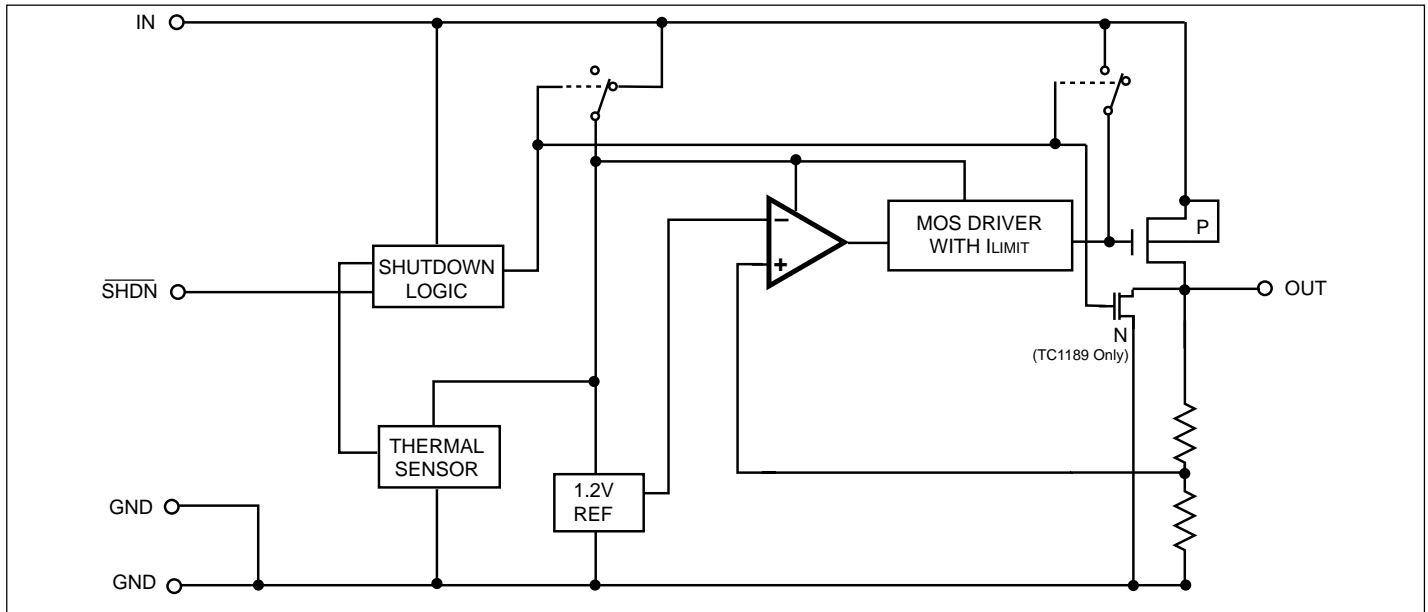 IN
P
MOS DRIVER
WITH ILIMIT
−
+
SHUTDOWN
LOGIC
SHDN
OUT
N
(TC1189 Only)
THERMAL
SENSOR
1.2V
REF
GND
GND